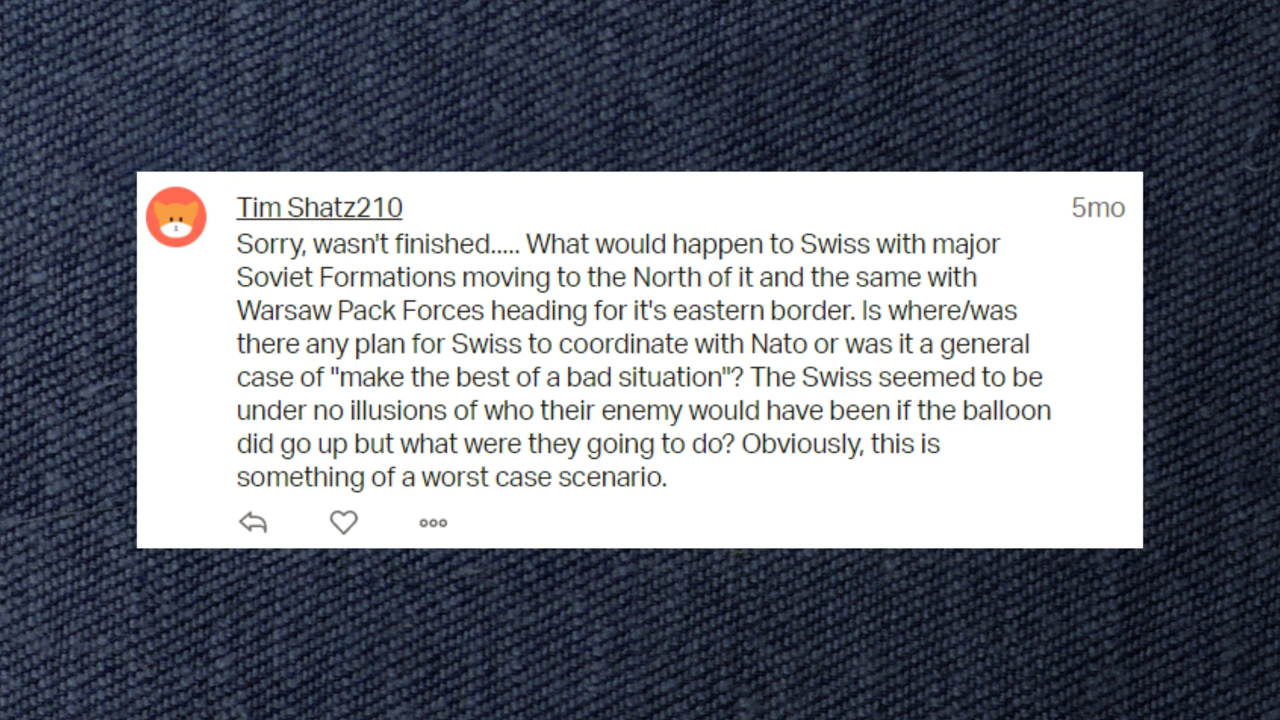 Tim Shatz210
5mo
Sorry, wasn't finished..... What would happen to Swiss with major
Soviet Formations moving to the North of it and the same with
Warsaw Pack Forces heading for it's eastern border. Is where/was
there any plan for Swiss to coordinate with Nato or was it a general
case of "make the best of a bad situation"? The Swiss seemed to be
under no illusions of who their enemy would have been if the balloon
did go up but what were they going to do? Obviously, this is
something of a worst case scenario.